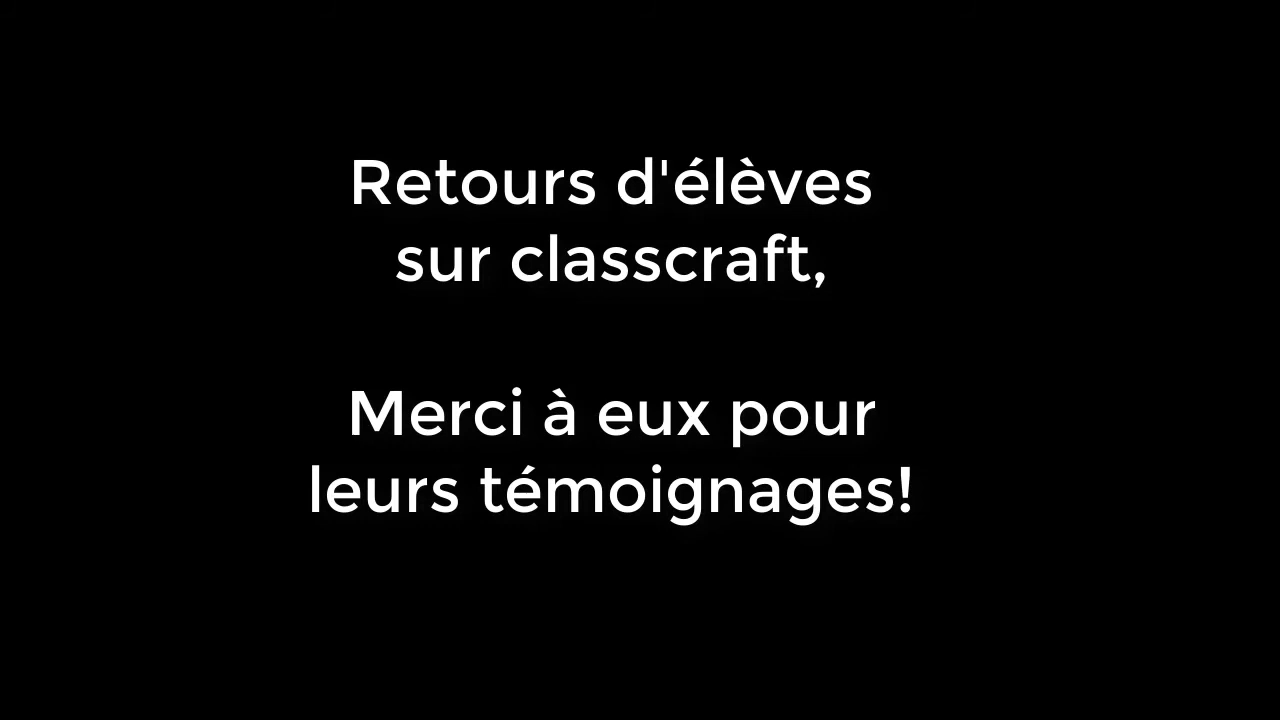 Retours d'élèves
sur classcraft,
Merci à eux pour
leurs témoignages!